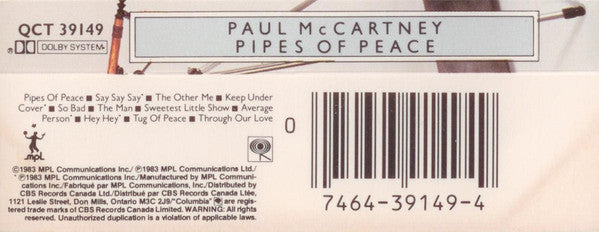 QCT 39149
DOLBY SYSTEM®
PAUL McCARTNEY
PIPES OF PEACE
Pipes Of Peace ■ Say Say Say* ■ The Other Me ■ Keep Under
Cover* ■ So Bad ■ The Man ■ Sweetest Little Show ■ Average
Person* ■ Hey Hey* ■ Tug Of Peace ■ Through Our Love
mpl
0
7464-39149-4
©1983 MPL Communications Inc./ ℗1983 MPL Communications Ltd./
*℗1983 MPL Communications Inc./Manufactured by MPL Communi-
cations Inc./Fabriqué par MPL Communications, Inc./Distributed by
CBS Records Canada Ltd./Distribué par CBS Records Canada Ltée,
1121 Leslie Street, Don Mills, Ontario M3C 2J9/"Columbia" are regis-
tered trade marks of CBS Records Canada Limited. WARNING: All rights
reserved. Unauthorized duplication is a violation of applicable laws.